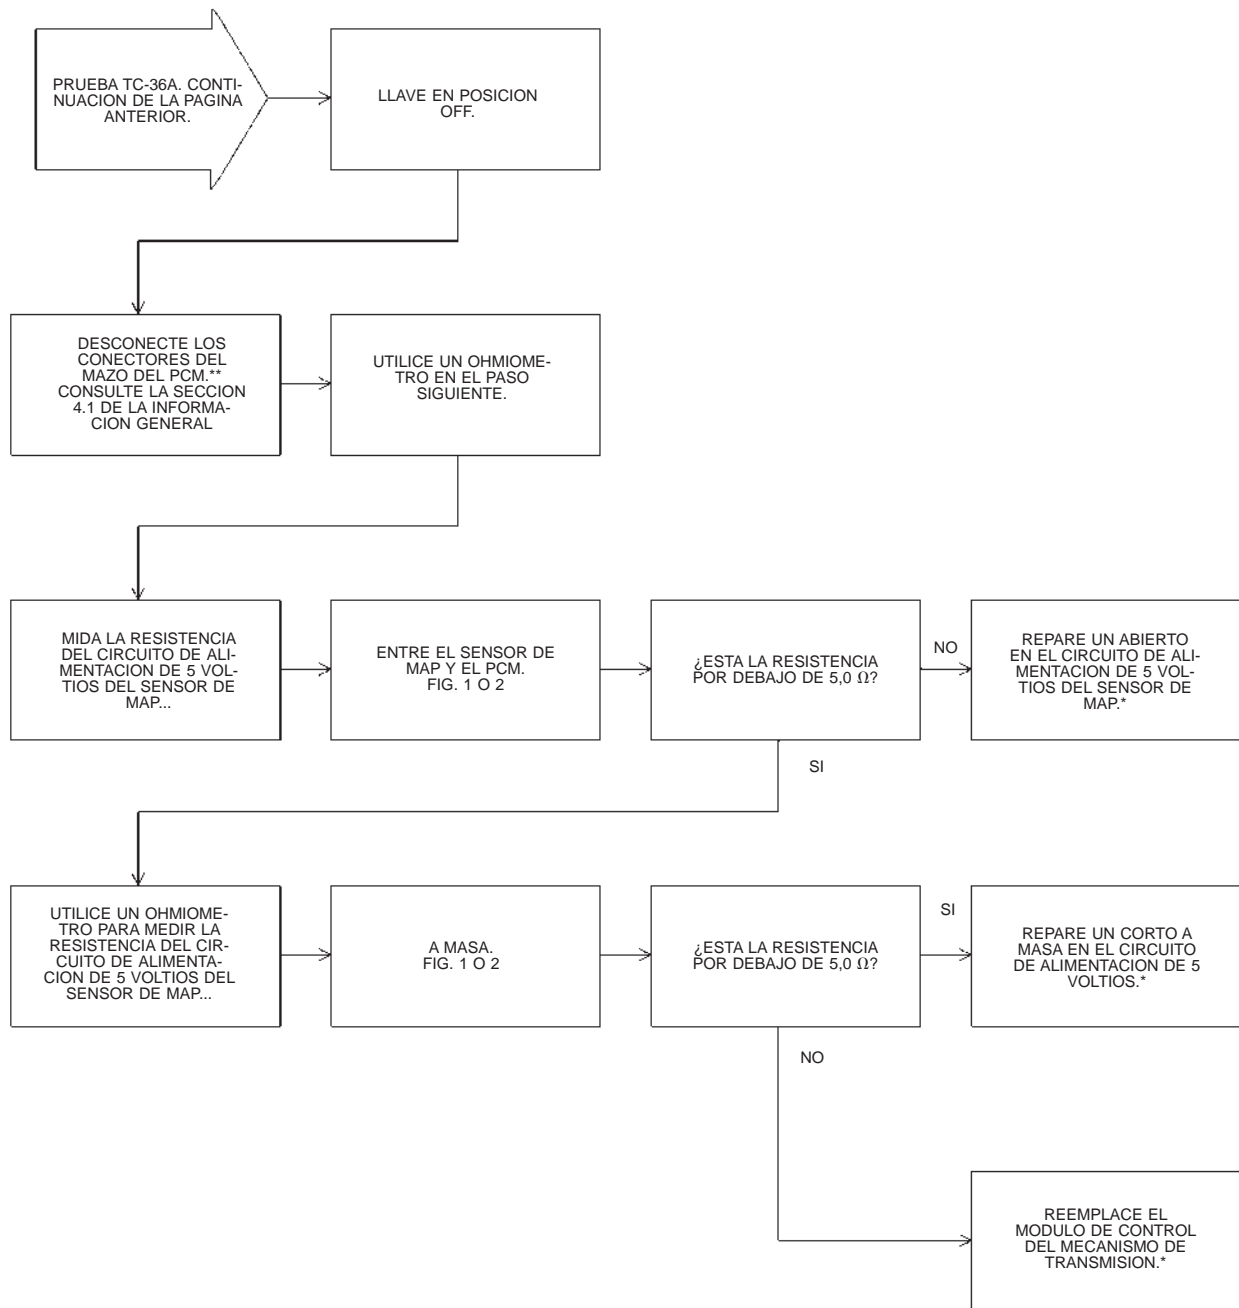 PRUEBA TC-36A. CONTI-
NUACION DE LA PAGINA
ANTERIOR.
LLAVE EN POSICION
OFF.
DESCONECTE LOS
CONECTORES DEL
MAZO DEL PCM.**
CONSULTE LA SECCION
4.1 DE LA INFORMA-
CION GENERAL
UTILICE UN OHMIOME-
TRO EN EL PASO
SIGUIENTE.
MIDA LA RESISTENCIA
DEL CIRCUITO DE ALI-
MENTACION DE 5 VOL-
TIOS DEL SENSOR DE
MAP...
ENTRE EL SENSOR DE
MAP Y EL PCM.
FIG. 1 O 2
¿ESTA LA RESISTENCIA
POR DEBAJO DE 5,0 Ω?
NO
REPARE UN ABIERTO
EN EL CIRCUITO DE ALI-
MENTACION DE 5 VOL-
TIOS DEL SENSOR DE
MAP.*
SI
UTILICE UN OHMIOME-
TRO PARA MEDIR LA
RESISTENCIA DEL CIR-
CUITO DE ALIMENTA-
CION DE 5 VOLTIOS DEL
SENSOR DE MAP...
A MASA.
FIG. 1 O 2
¿ESTA LA RESISTENCIA
POR DEBAJO DE 5,0 Ω?
SI
REPARE UN CORTO A
MASA EN EL CIRCUITO
DE ALIMENTACION DE 5
VOLTIOS.*
NO
REEMPLACE EL
MODULO DE CONTROL
DEL MECANISMO DE
TRANSMISION.*